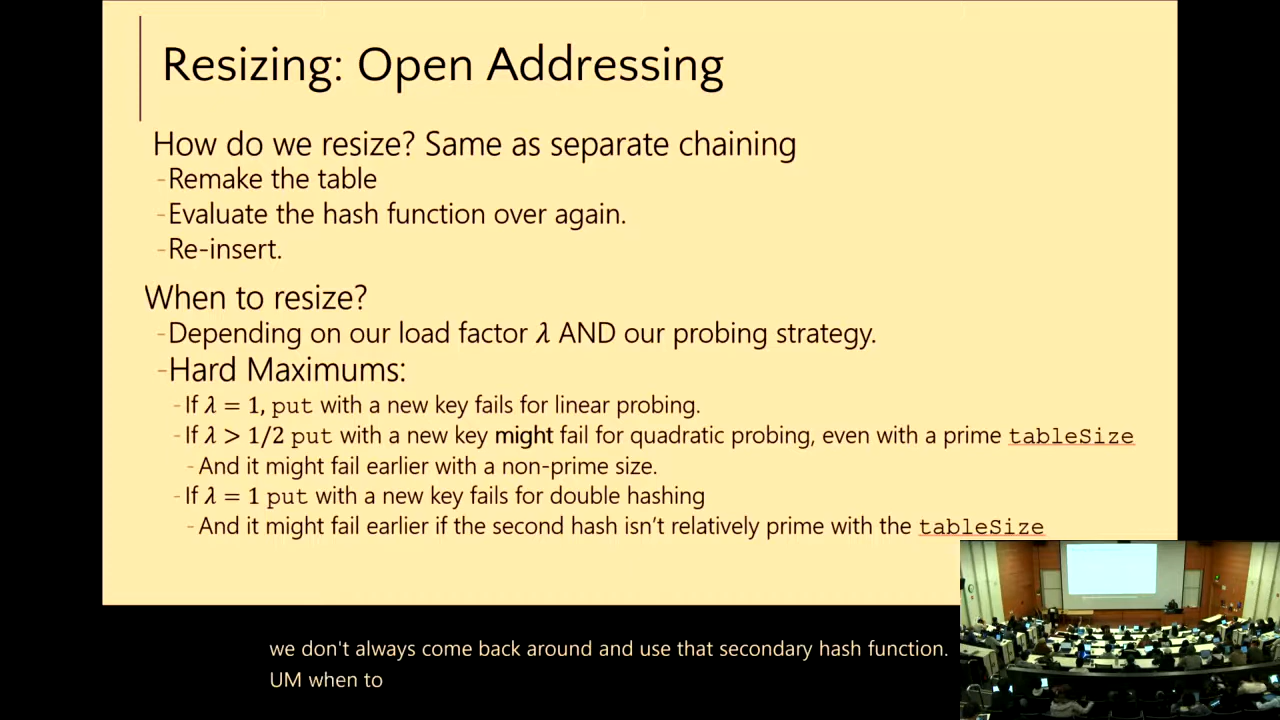 Resizing: Open Addressing
How do we resize? Same as separate chaining
-Remake the table
-Evaluate the hash function over again.
-Re-insert.
When to resize?
-Depending on our load factor λ AND our probing strategy.
-Hard Maximums:
-If λ = 1, put with a new key fails for linear probing.
-If λ > 1/2 put with a new key might fail for quadratic probing, even with a prime tableSize
-And it might fail earlier with a non-prime size.
-If λ = 1 put with a new key fails for double hashing
-And it might fail earlier if the second hash isn't relatively prime with the tableSize
we don't always come back around and use that secondary hash function.
UM when to